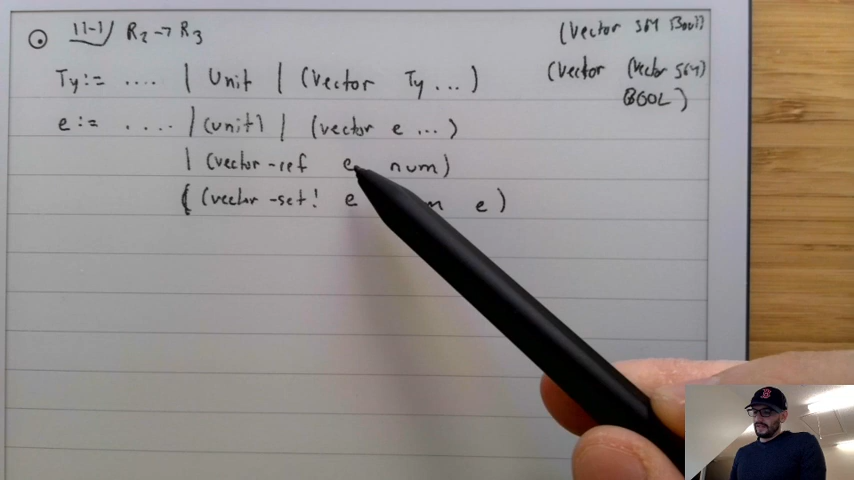 11-1/ R2 → R3
(Vector S64 Bool)
Ty := .... | Unit | (Vector Ty ...)
(Vector (Vector S64)
BOOL)
e := .... | (unit) | (vector e ...)
| (vector-ref e num)
| (vector-set! e m e)
B